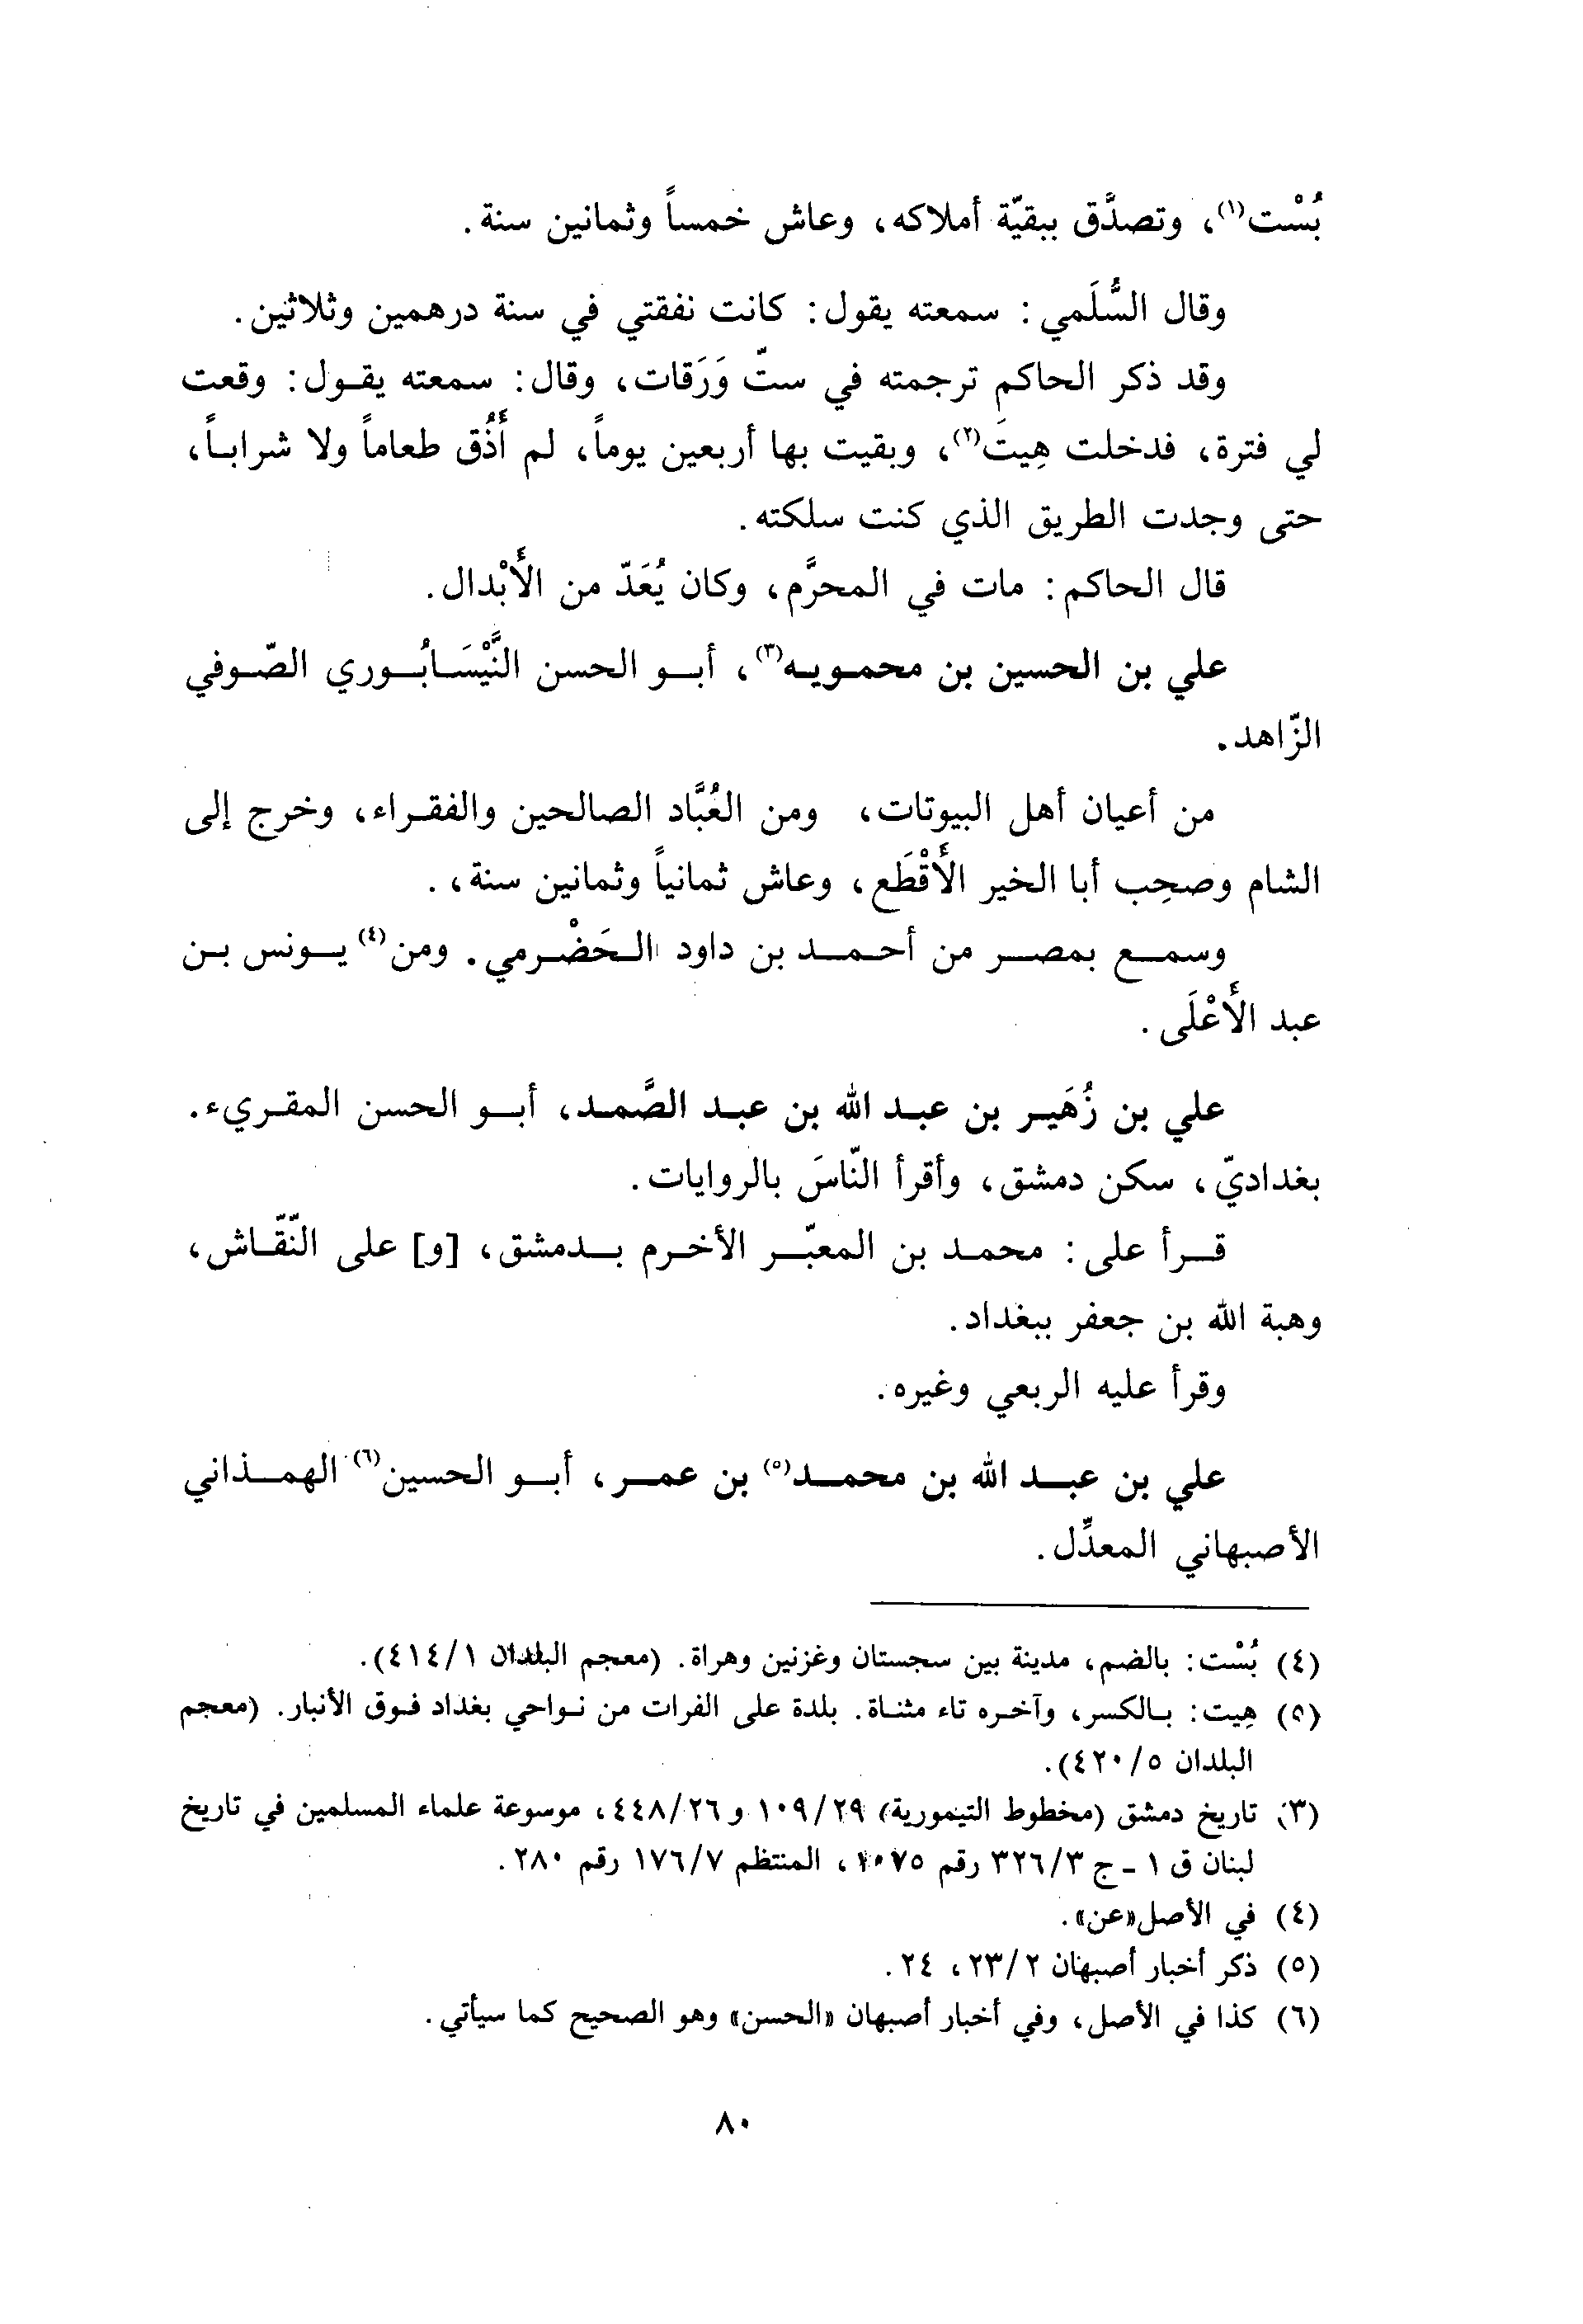 بُسْت(١)، وتصدَّق ببقيّة أملاكه، وعاش خمساً وثمانين سنة.
وقال السُّلَمي: سمعته يقول: كانت نفقتي في سنة درهمين وثلاثين.
وقد ذكر الحاكم ترجمته في ستّ وَرَقات، وقال: سمعته يقول: وقعت
لي فترة، فدخلت هِيتَ(٢)، وبقيت بها أربعين يوماً، لم أَذُق طعاماً ولا شراباً،
حتى وجدت الطريق الذي كنت سلكته.
قال الحاكم: مات في المحرَّم، وكان يُعَدّ من الأَبْدال.
علي بن الحسين بن محمويه(٣)، أبو الحسن النَّيْسَابُوري الصّوفي
الزّاهد.
من أعيان أهل البيوتات، ومن العُبَّاد الصالحين والفقراء، وخرج إلى
الشام وصحِب أبا الخير الأَقْطَع، وعاش ثمانياً وثمانين سنة،.
وسمع بمصر من أحمد بن داود الحَضْرمي. ومن(٤) يونس بن
عبد الأَعْلَى.
علي بن زُهَير بن عبد الله بن عبد الصَّمد، أبو الحسن المقريء.
بغداديّ، سكن دمشق، وأقرأ النّاسَ بالروايات.
قرأ على: محمد بن المعبّر الأخرم بدمشق، [و] على النّقّاش،
وهبة الله بن جعفر ببغداد.
وقرأ عليه الربعي وغيره.
علي بن عبد الله بن محمد(٥) بن عمر، أبو الحسين(٦) الهمذاني
الأصبهاني المعدِّل.
(٤) بُسْت: بالضم، مدينة بين سجستان وغزنين وهراة. (معجم البلدان ٤١٤/١).
(٥) هِيت: بالكسر، وآخره تاء مثناة. بلدة على الفرات من نواحي بغداد فوق الأنبار. (معجم
البلدان ٤٢٠/٥).
(٣) تاريخ دمشق (مخطوط التيمورية) ١٠٩/٢٩ و ٤٤٨/٢٦، موسوعة علماء المسلمين في تاريخ
لبنان ق ١ - ج ٣٢٦/٣ رقم ١٠٧٥، المنتظم ١٧٦/٧ رقم ٢٨٠.
(٤) في الأصل «عن».
(٥) ذكر أخبار أصبهان ٢٣/٢، ٢٤.
(٦) كذا في الأصل، وفي أخبار أصبهان «الحسن» وهو الصحيح كما سيأتي.
٨٠